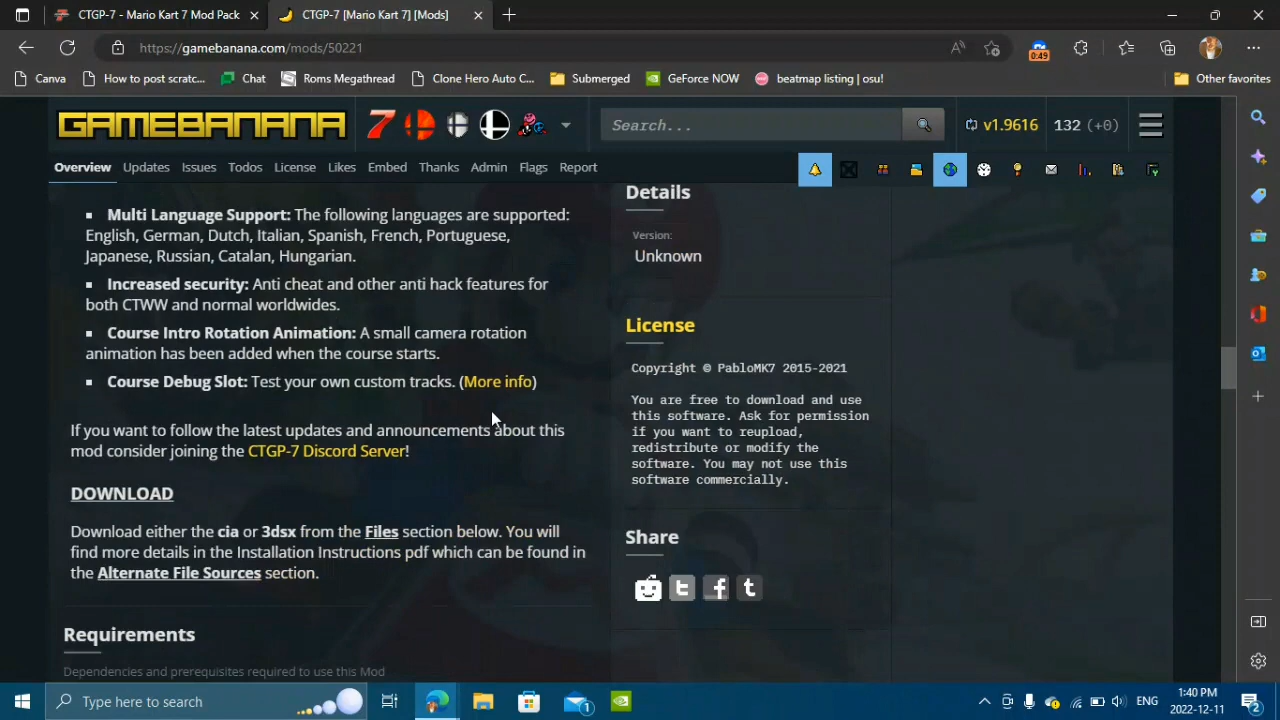 CTGP-7 - Mario Kart 7 Mod Pack
CTGP-7 [Mario Kart 7] [Mods]
https://gamebanana.com/mods/50221
0:49
Canva
How to post scratc...
Chat
Roms Megathread
Clone Hero Auto C...
Submerged
GeForce NOW
beatmap listing | osu!
Other favorites
GAMEBANANA
7
Search...
v1.9616
132 (+0)
Overview
Updates
Issues
Todos
License
Likes
Embed
Thanks
Admin
Flags
Report
Multi Language Support: The following languages are supported:
English, German, Dutch, Italian, Spanish, French, Portuguese,
Japanese, Russian, Catalan, Hungarian.
Increased security: Anti cheat and other anti hack features for
both CTWW and normal worldwides.
Course Intro Rotation Animation: A small camera rotation
animation has been added when the course starts.
Course Debug Slot: Test your own custom tracks. (More info)
If you want to follow the latest updates and announcements about this
mod consider joining the CTGP-7 Discord Server!
DOWNLOAD
Download either the cia or 3dsx from the Files section below. You will
find more details in the Installation Instructions pdf which can be found in
the Alternate File Sources section.
Requirements
Dependencies and prerequisites required to use this Mod
Details
Version:
Unknown
License
Copyright © PabloMK7 2015-2021
You are free to download and use
this software. Ask for permission
if you want to reupload,
redistribute or modify the
software. You may not use this
software commercially.
Share
Type here to search
1
ENG
1:40 PM
2022-12-11
2